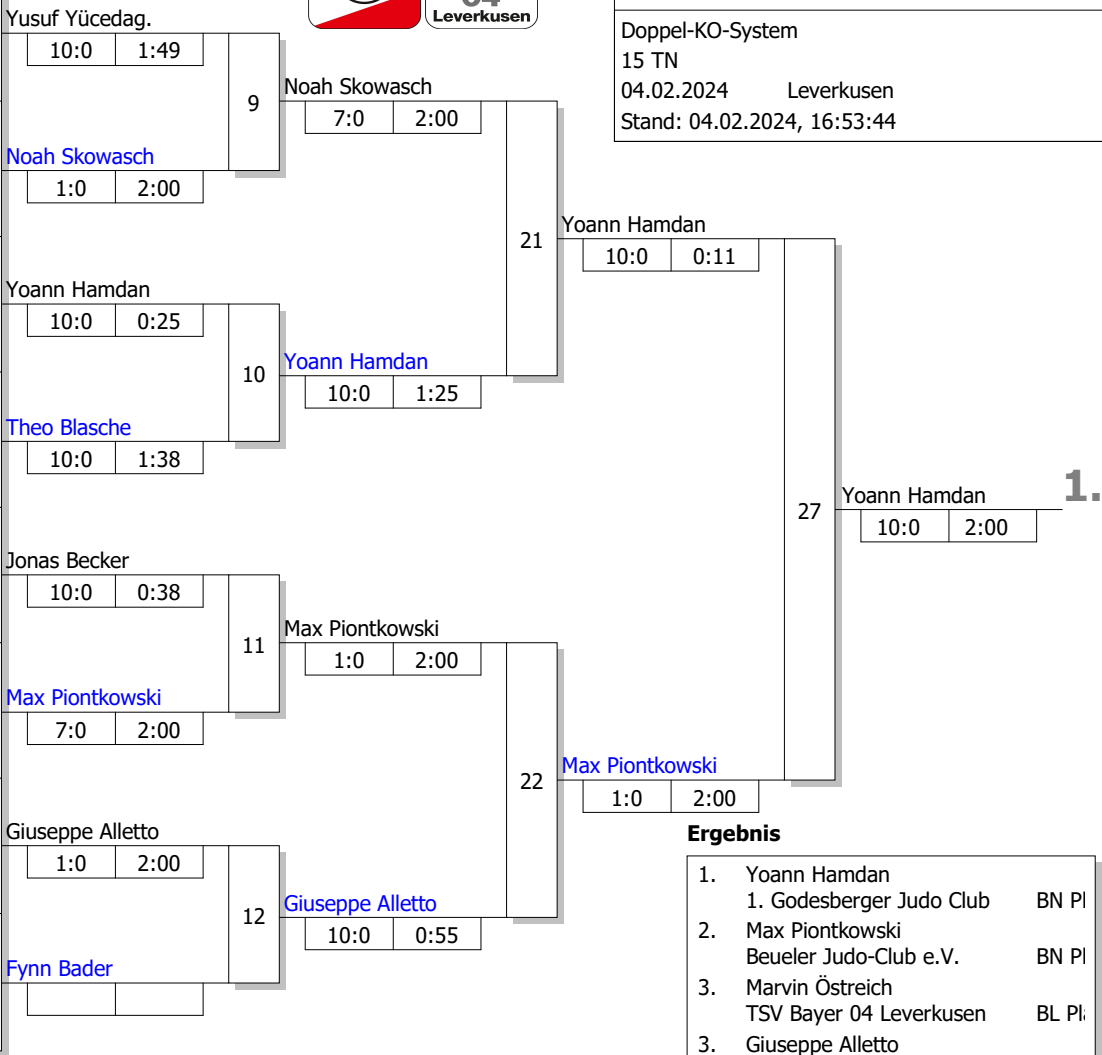 Leverkusen
Doppel-KO-System
15 TN
04.02.2024 Leverkusen
Stand: 04.02.2024, 16:53:44
Yusuf Yücedag.
10:0 1:49
9
Noah Skowasch
7:0 2:00
Noah Skowasch
1:0 2:00
21
Yoann Hamdan
10:0 0:11
Yoann Hamdan
10:0 0:25
10
Yoann Hamdan
10:0 1:25
Theo Blasche
10:0 1:38
27
Yoann Hamdan 1.
10:0 2:00
Jonas Becker
10:0 0:38
11
Max Piontkowski
1:0 2:00
Max Piontkowski
7:0 2:00
22
Max Piontkowski
1:0 2:00
Giuseppe Alletto
1:0 2:00
12
Giuseppe Alletto
10:0 0:55
Fynn Bader
Ergebnis
1. Yoann Hamdan
1. Godesberger Judo Club BN
2. Max Piontkowski
Beueler Judo-Club e.V. BN
3. Marvin Östreich
TSV Bayer 04 Leverkusen BL
3. Giuseppe Alletto